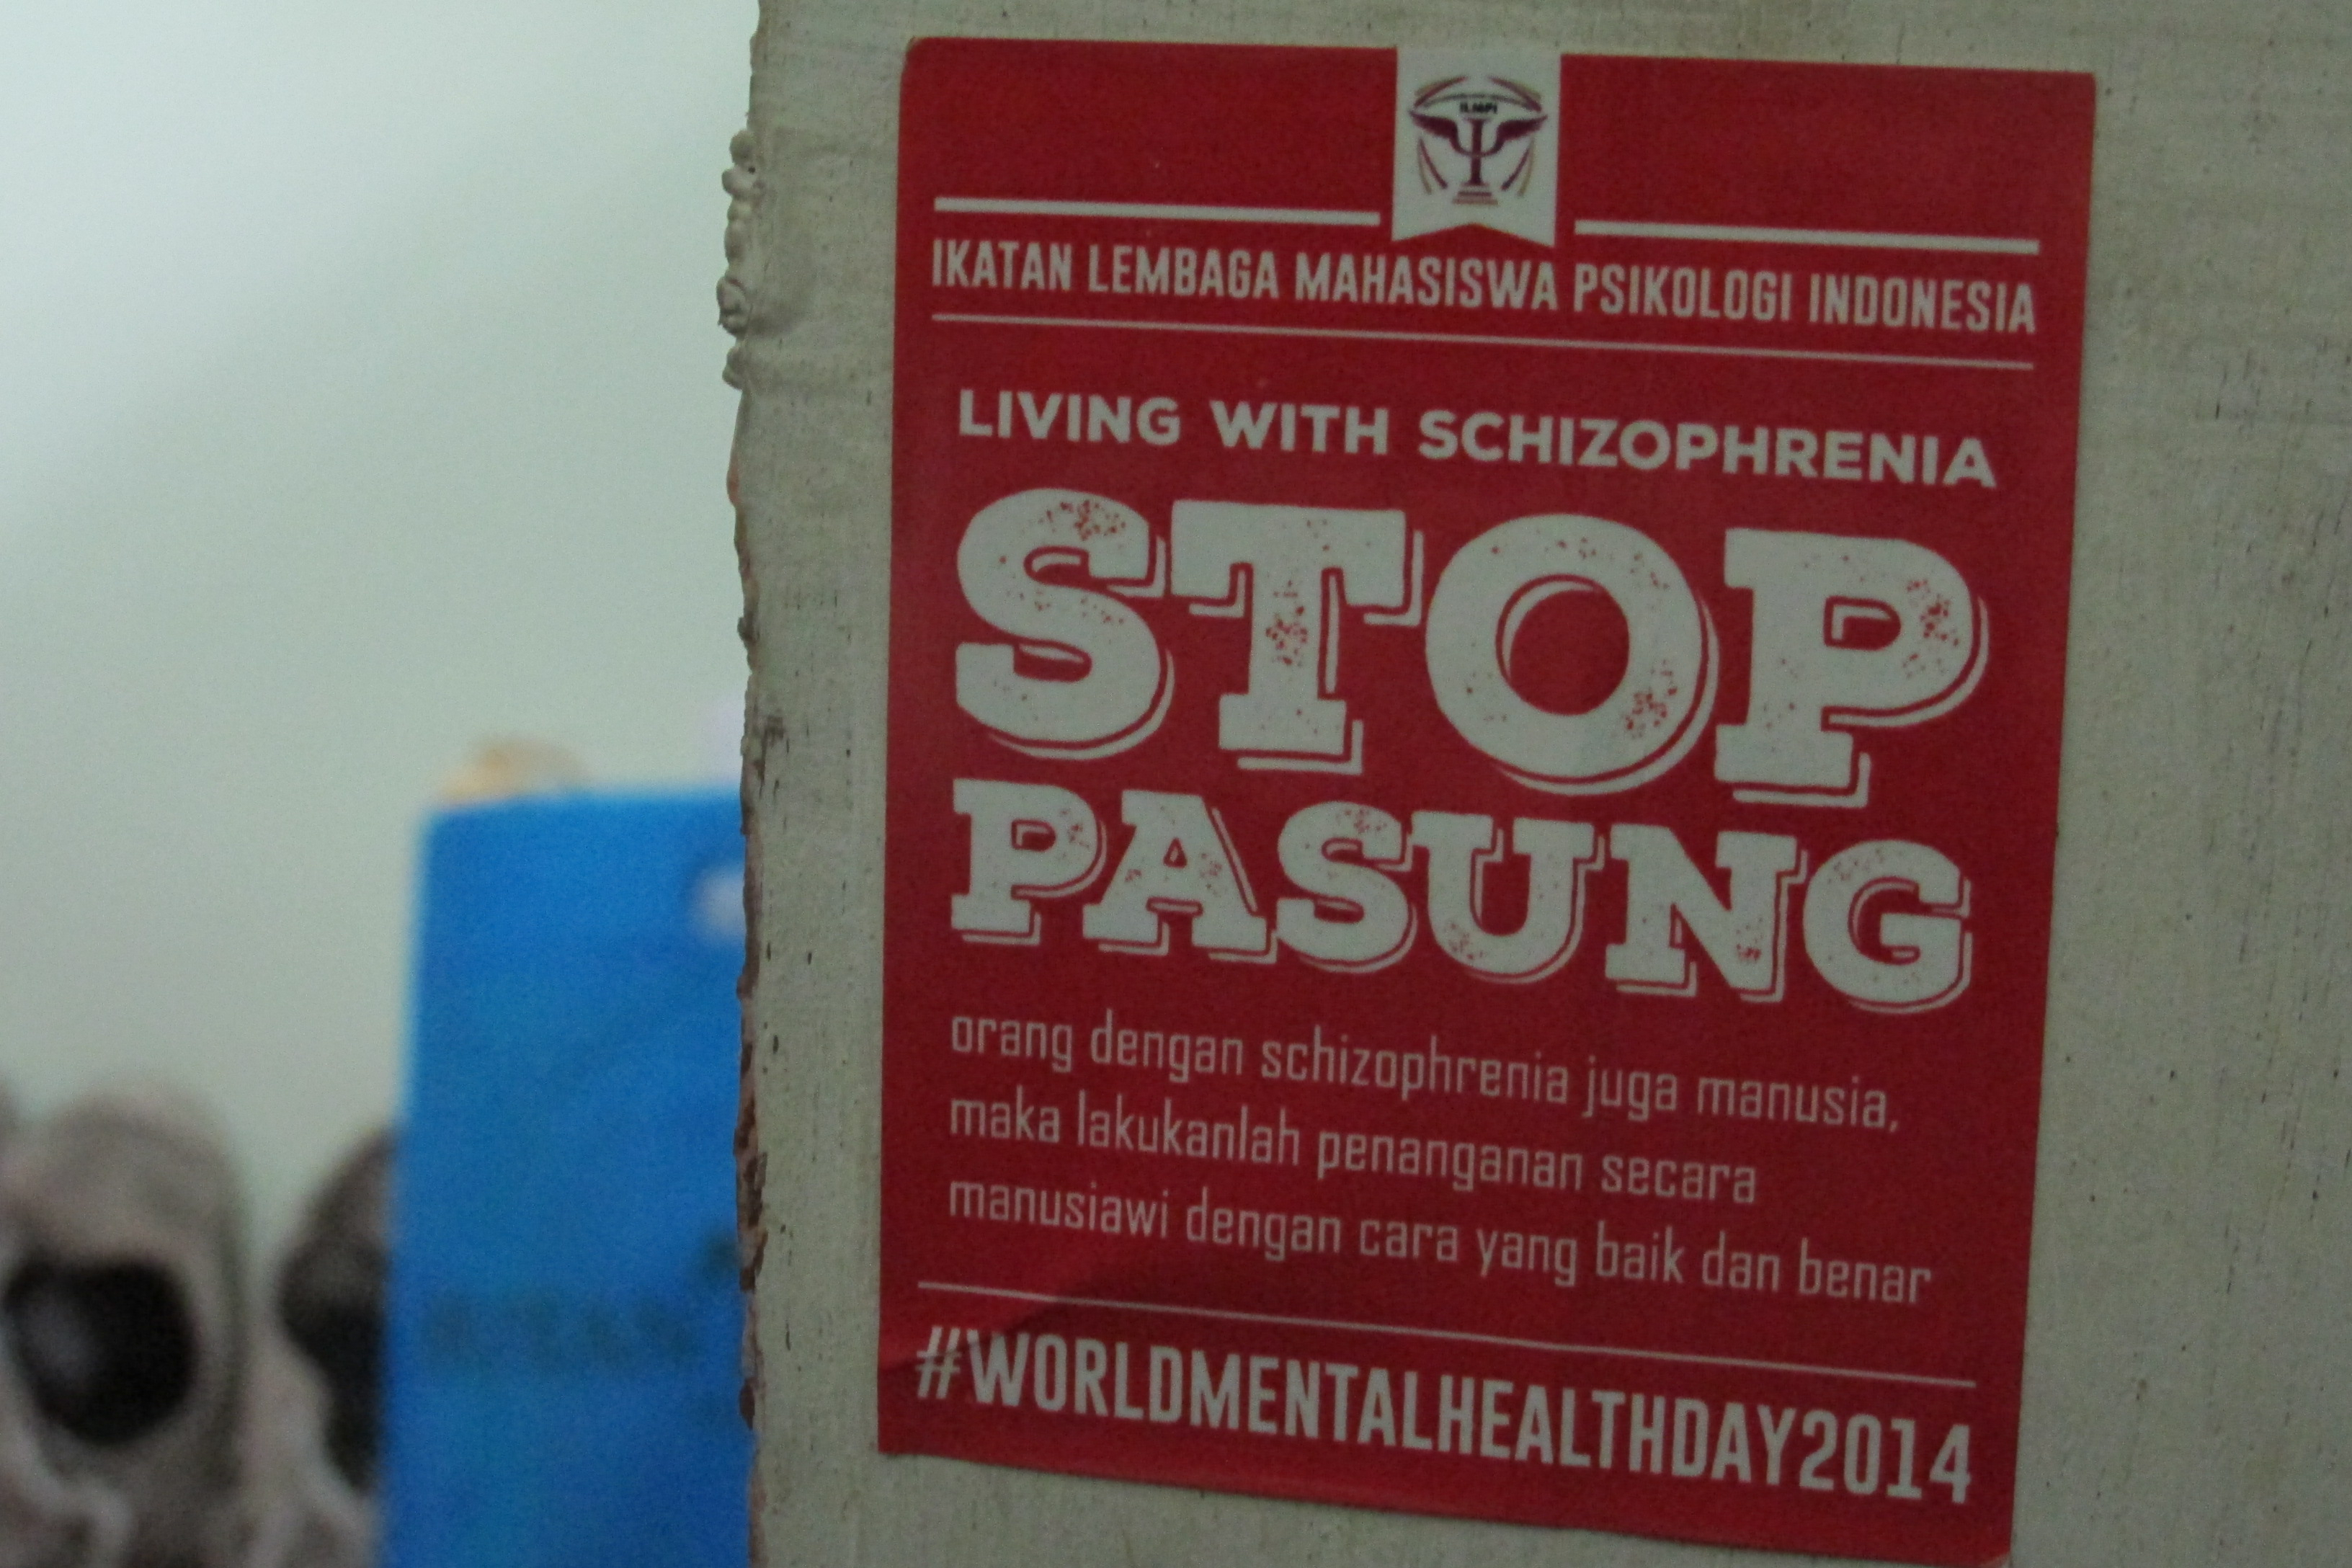 ILMPI
IKATAN LEMBAGA MAHASISWA PSIKOLOGI INDONESIA
LIVING WITH SCHIZOPHRENIA
STOP
PASUNG
orang dengan schizophrenia juga manusia,
maka lakukanlah penanganan secara
manusiawi dengan cara yang baik dan benar
#WORLDMENTALHEALTHDAY2014